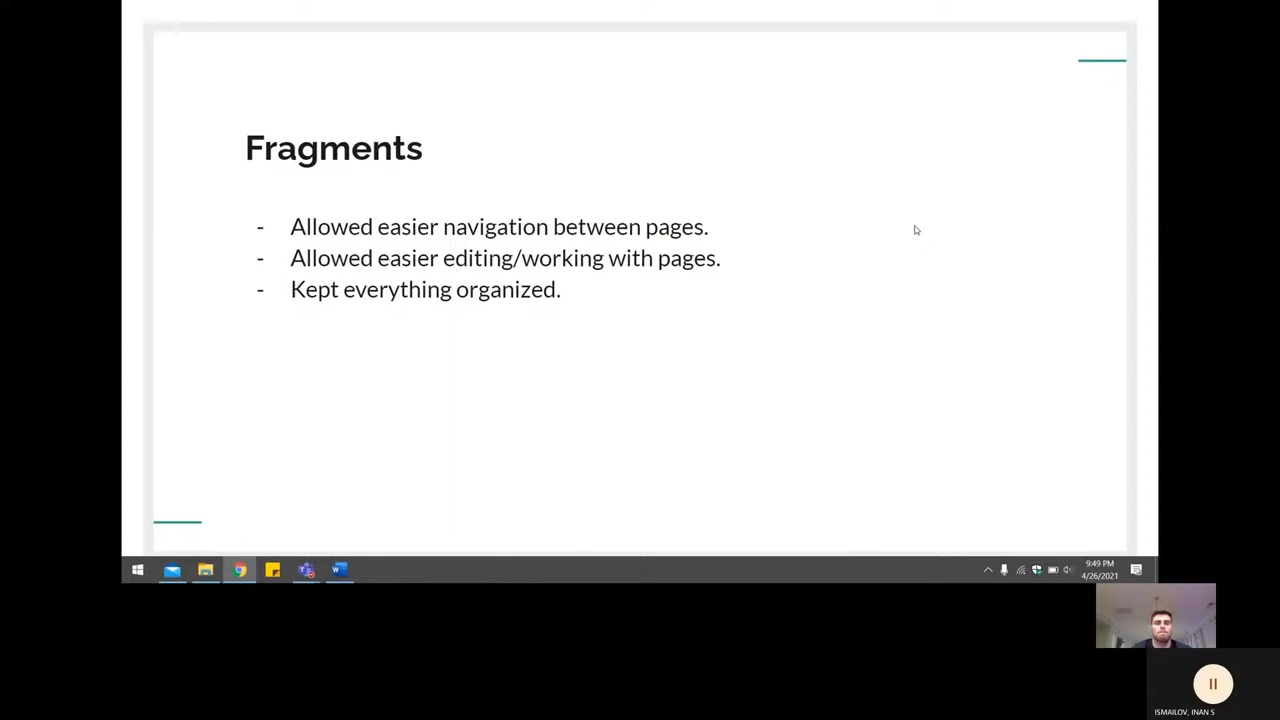 Fragments
- Allowed easier navigation between pages.
- Allowed easier editing/working with pages.
- Kept everything organized.
9:49 PM
4/26/2021
ISMAILOV, INAN S